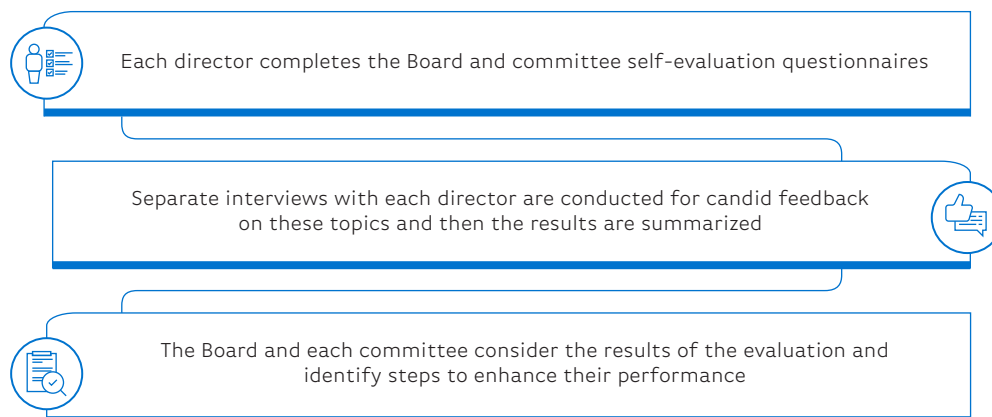 Each director completes the Board and committee self-evaluation questionnaires
Separate interviews with each director are conducted for candid feedback
on these topics and then the results are summarized
The Board and each committee consider the results of the evaluation and
identify steps to enhance their performance